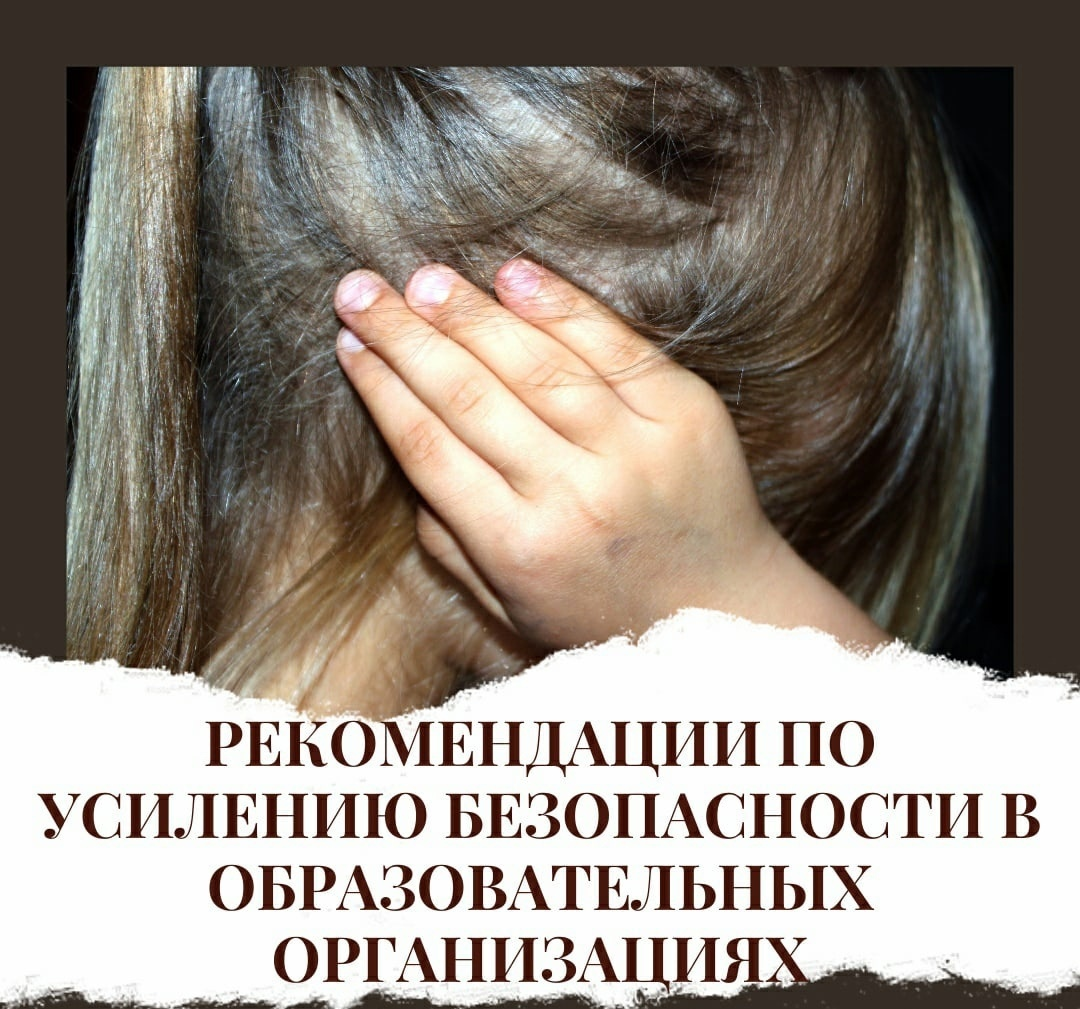 РЕКОМЕНДАЦИИ ПО
УСИЛЕНИЮ БЕЗОПАСНОСТИ В
ОБРАЗОВАТЕЛЬНЫХ
ОРГАНИЗАЦИЯХ